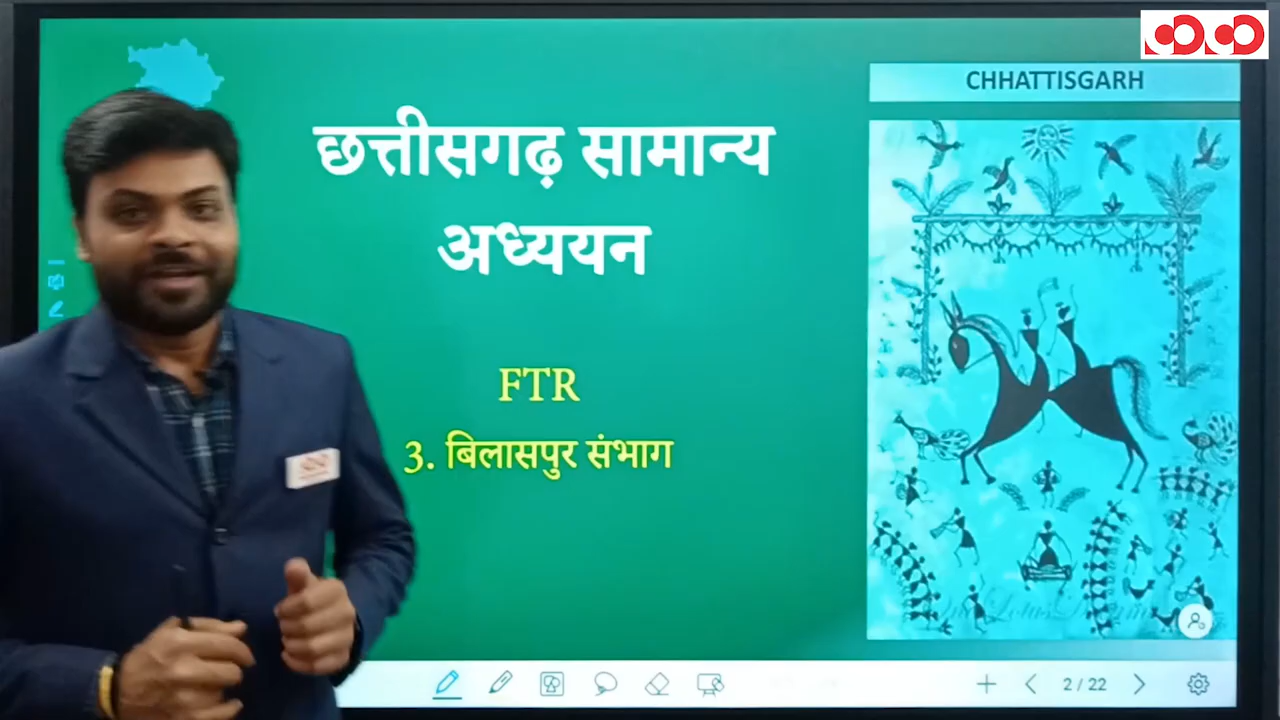 CHHATTISGARH
छत्तीसगढ़ सामान्य
अध्ययन
FTR
3. बिलासपुर संभाग
2 / 22